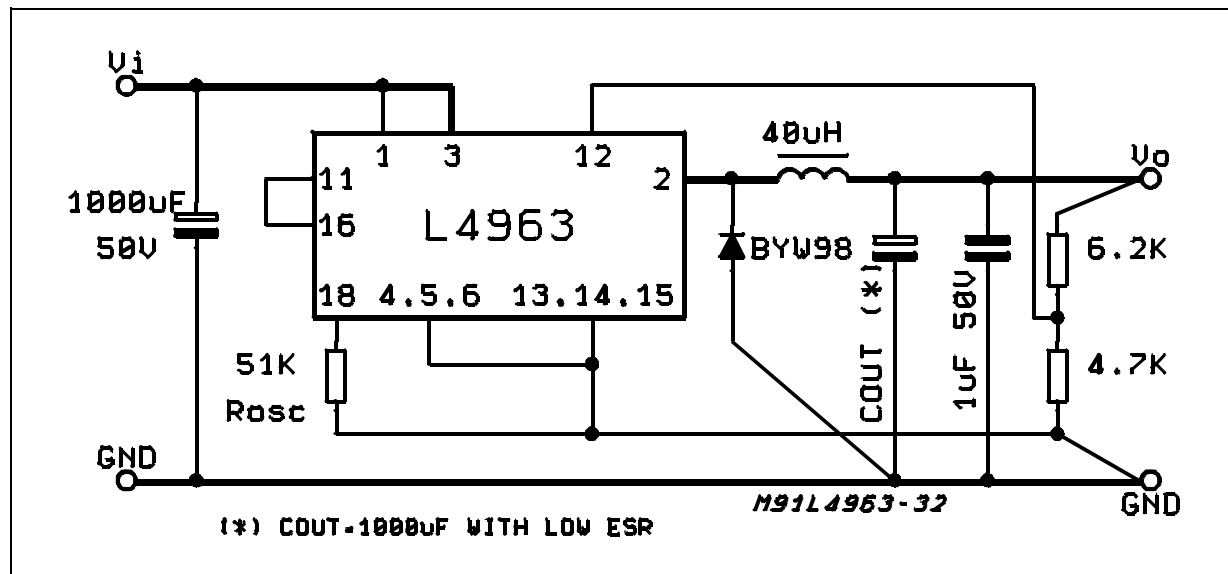 Vi
1 3 12
40uH
Vo
11
2
1000uF
50V
16
L4963
BYW98
6.2K
18 4.5.6 13.14.15
COUT (*)
1uF 50V
51K
Rosc
4.7K
GND
M91L4963-32
GND
(*) COUT=1000uF WITH LOW ESR